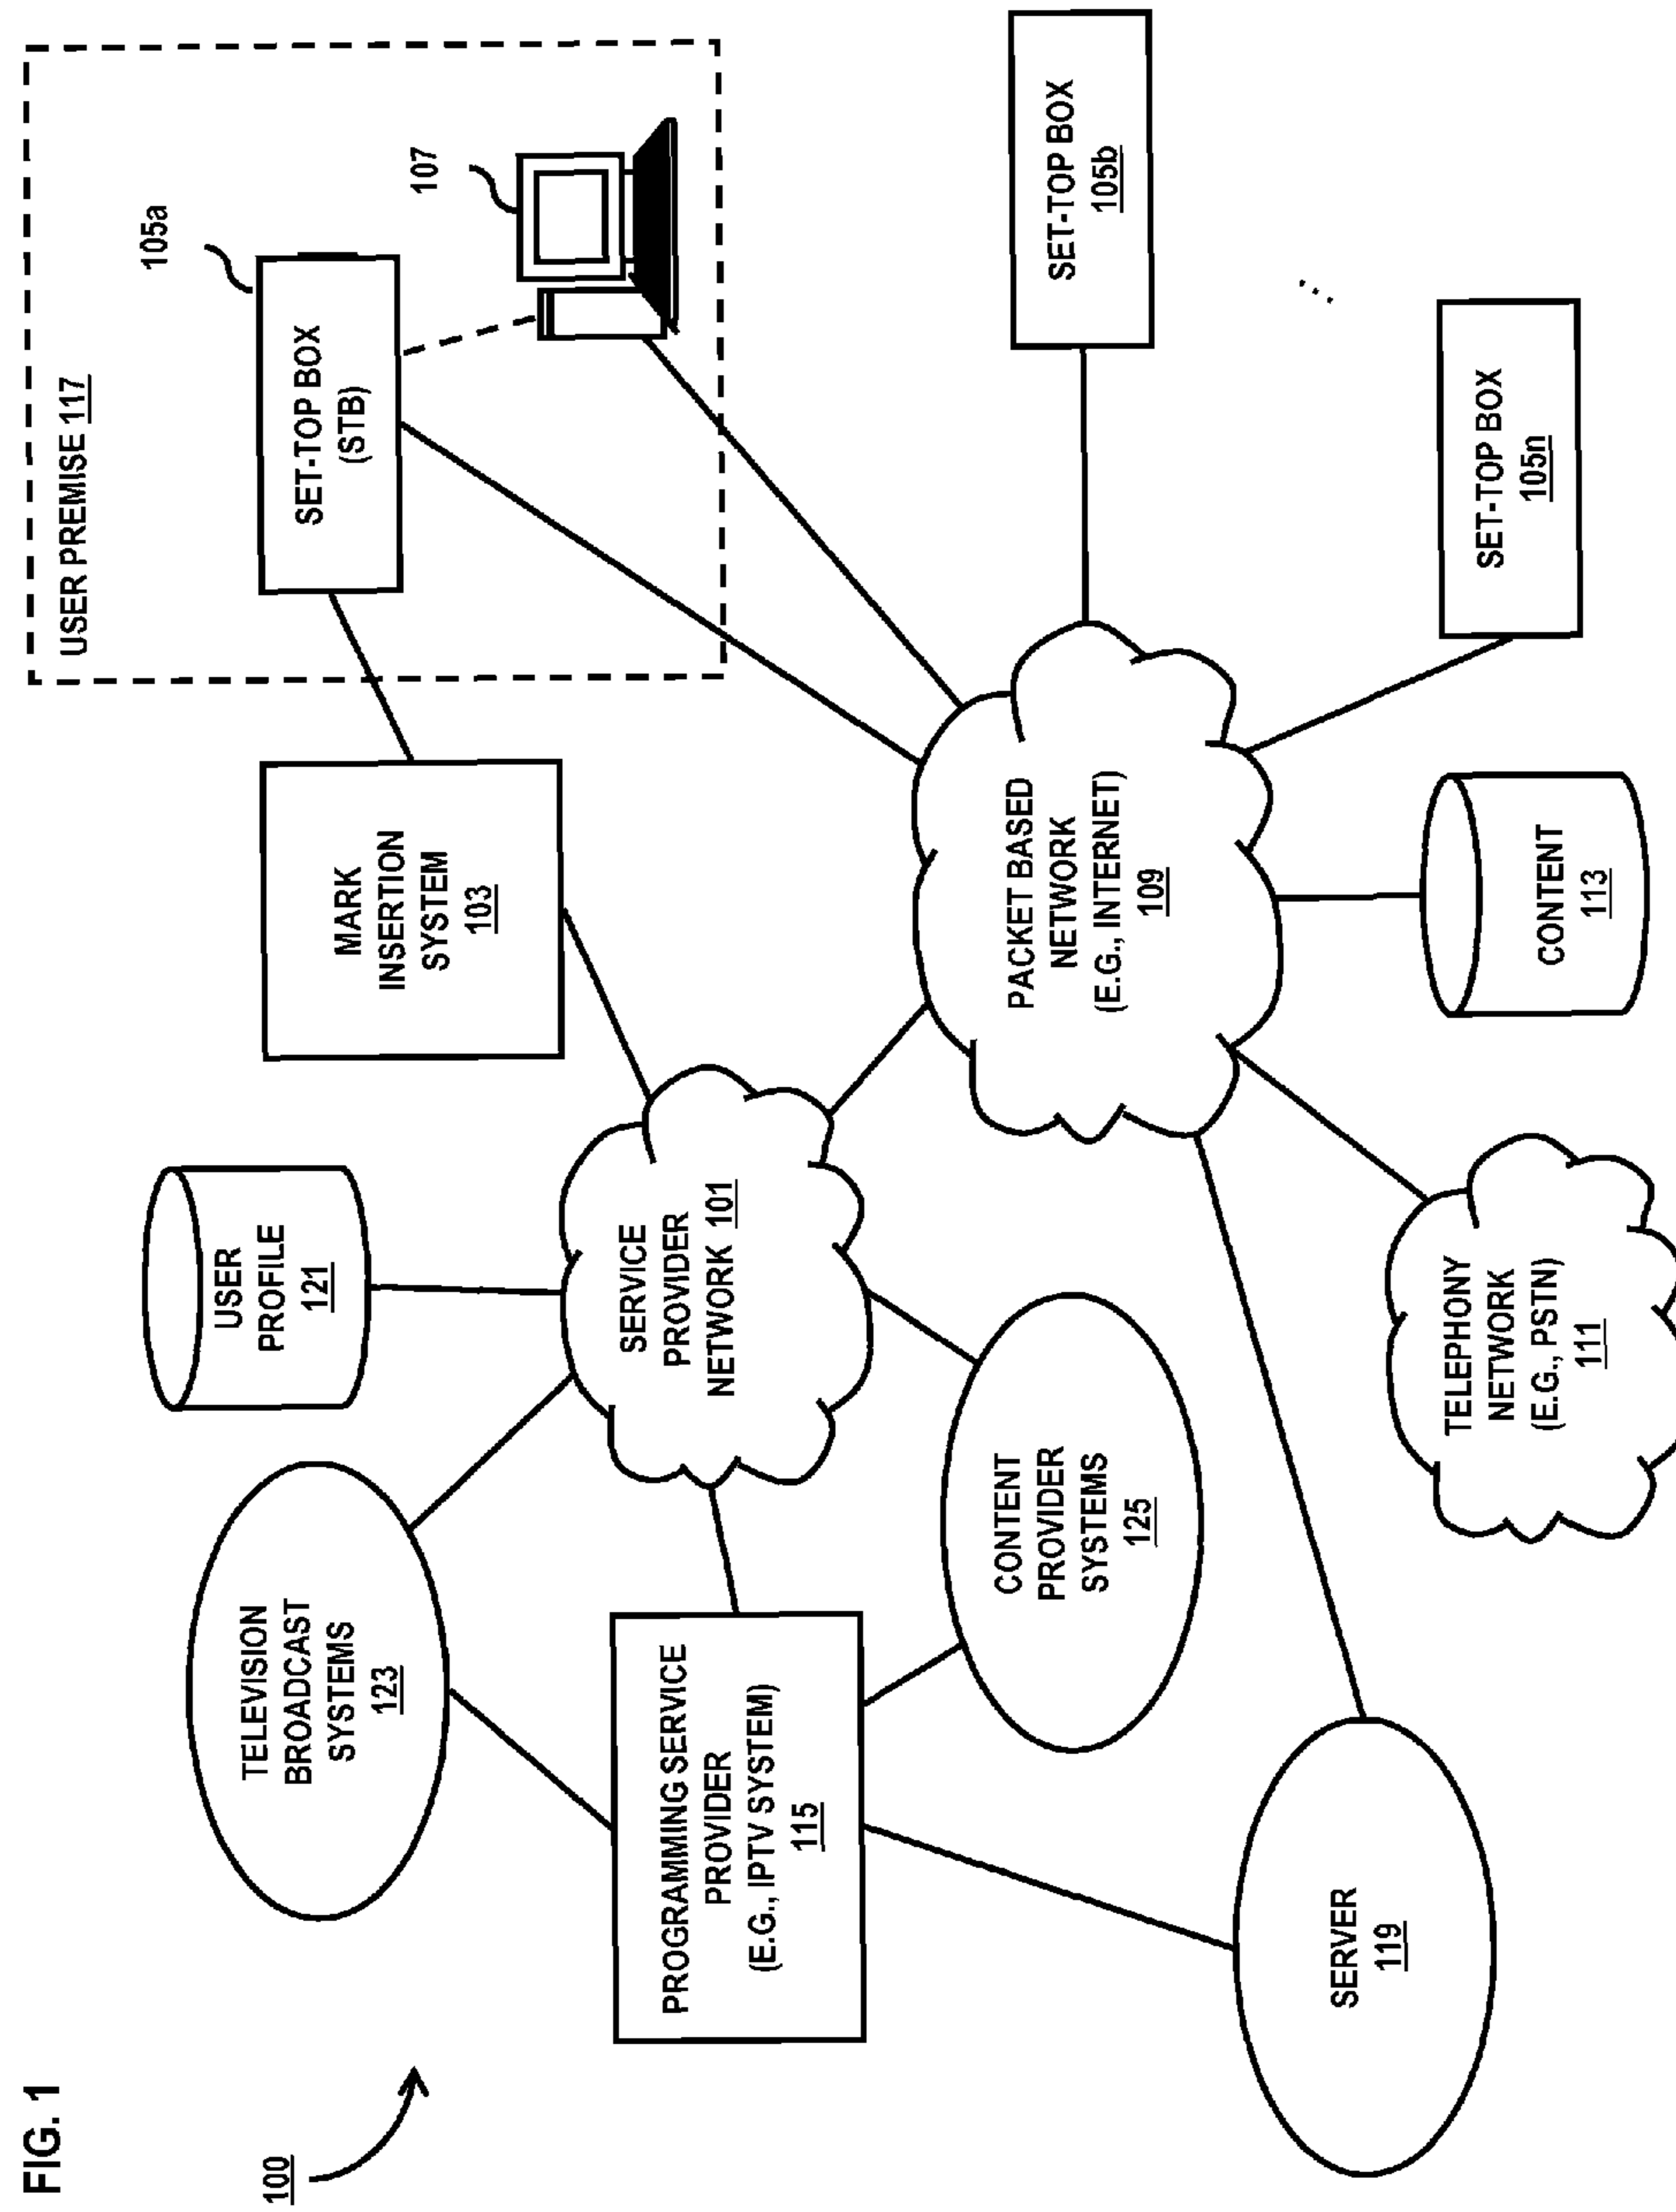 FIG. 1
100
TELEVISION
BROADCAST
SYSTEMS
123
USER
PROFILE
121
MARK
INSERTION
SYSTEM
103
USER PREMISE 117
SET-TOP BOX
(STB)
105a
107
PROGRAMMING SERVICE
PROVIDER
(E.G., IPTV SYSTEM)
115
SERVICE
PROVIDER
NETWORK 101
CONTENT
PROVIDER
SYSTEMS
125
PACKET BASED
NETWORK
(E.G., INTERNET)
109
SET-TOP BOX
105b
...
SET-TOP BOX
105n
SERVER
119
TELEPHONY
NETWORK
(E.G., PSTN)
111
CONTENT
113